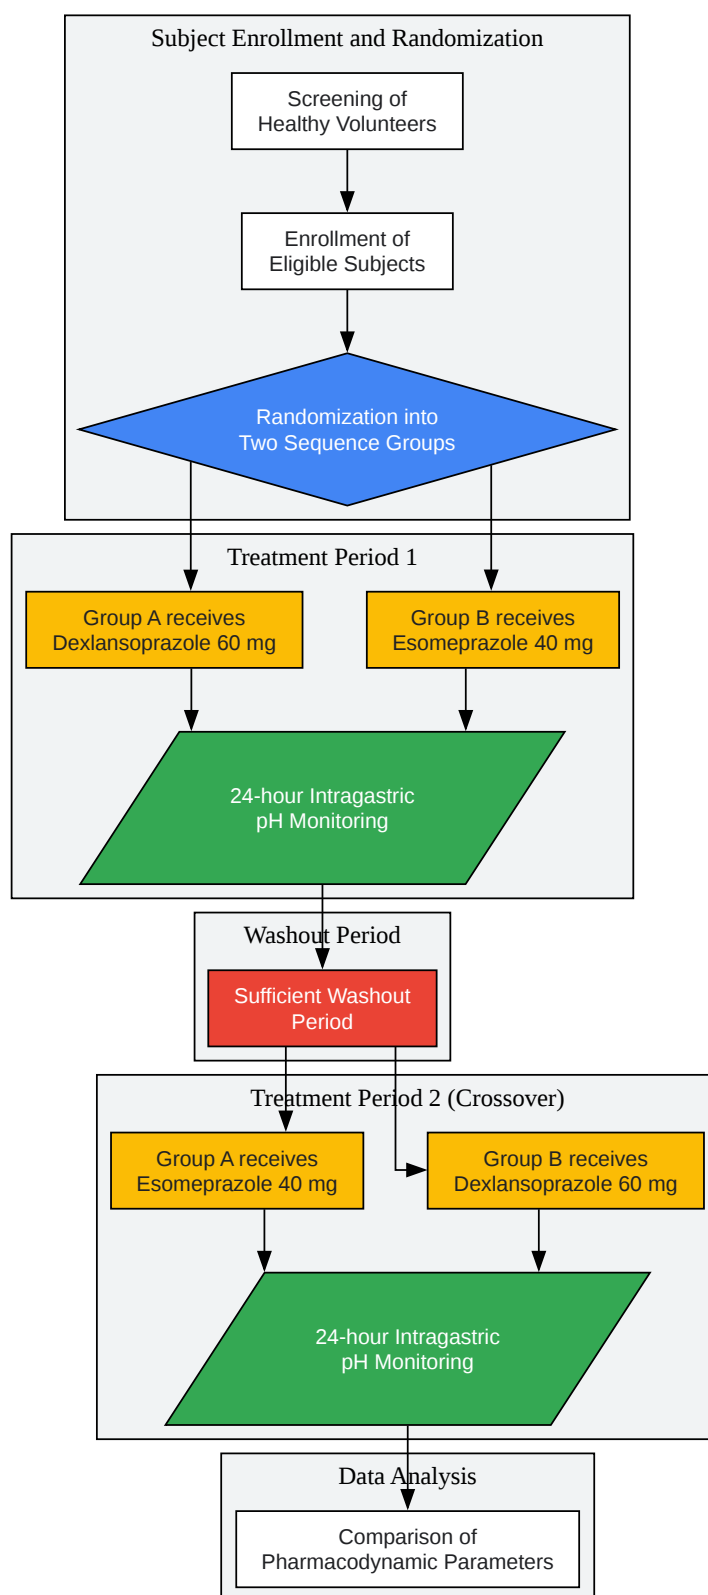 Subject Enrollment and Randomization
Screening of
Healthy Volunteers
Enrollment of
Eligible Subjects
Randomization into
Two Sequence Groups
Treatment Period 1
Group A receives
Dexlansoprazole 60 mg
Group B receives
Esomeprazole 40 mg
24-hour Intragastric
pH Monitoring
Washout Period
Sufficient Washout
Period
Treatment Period 2 (Crossover)
Group A receives
Esomeprazole 40 mg
Group B receives
Dexlansoprazole 60 mg
24-hour Intragastric
pH Monitoring
Data Analysis
Comparison of
Pharmacodynamic Parameters